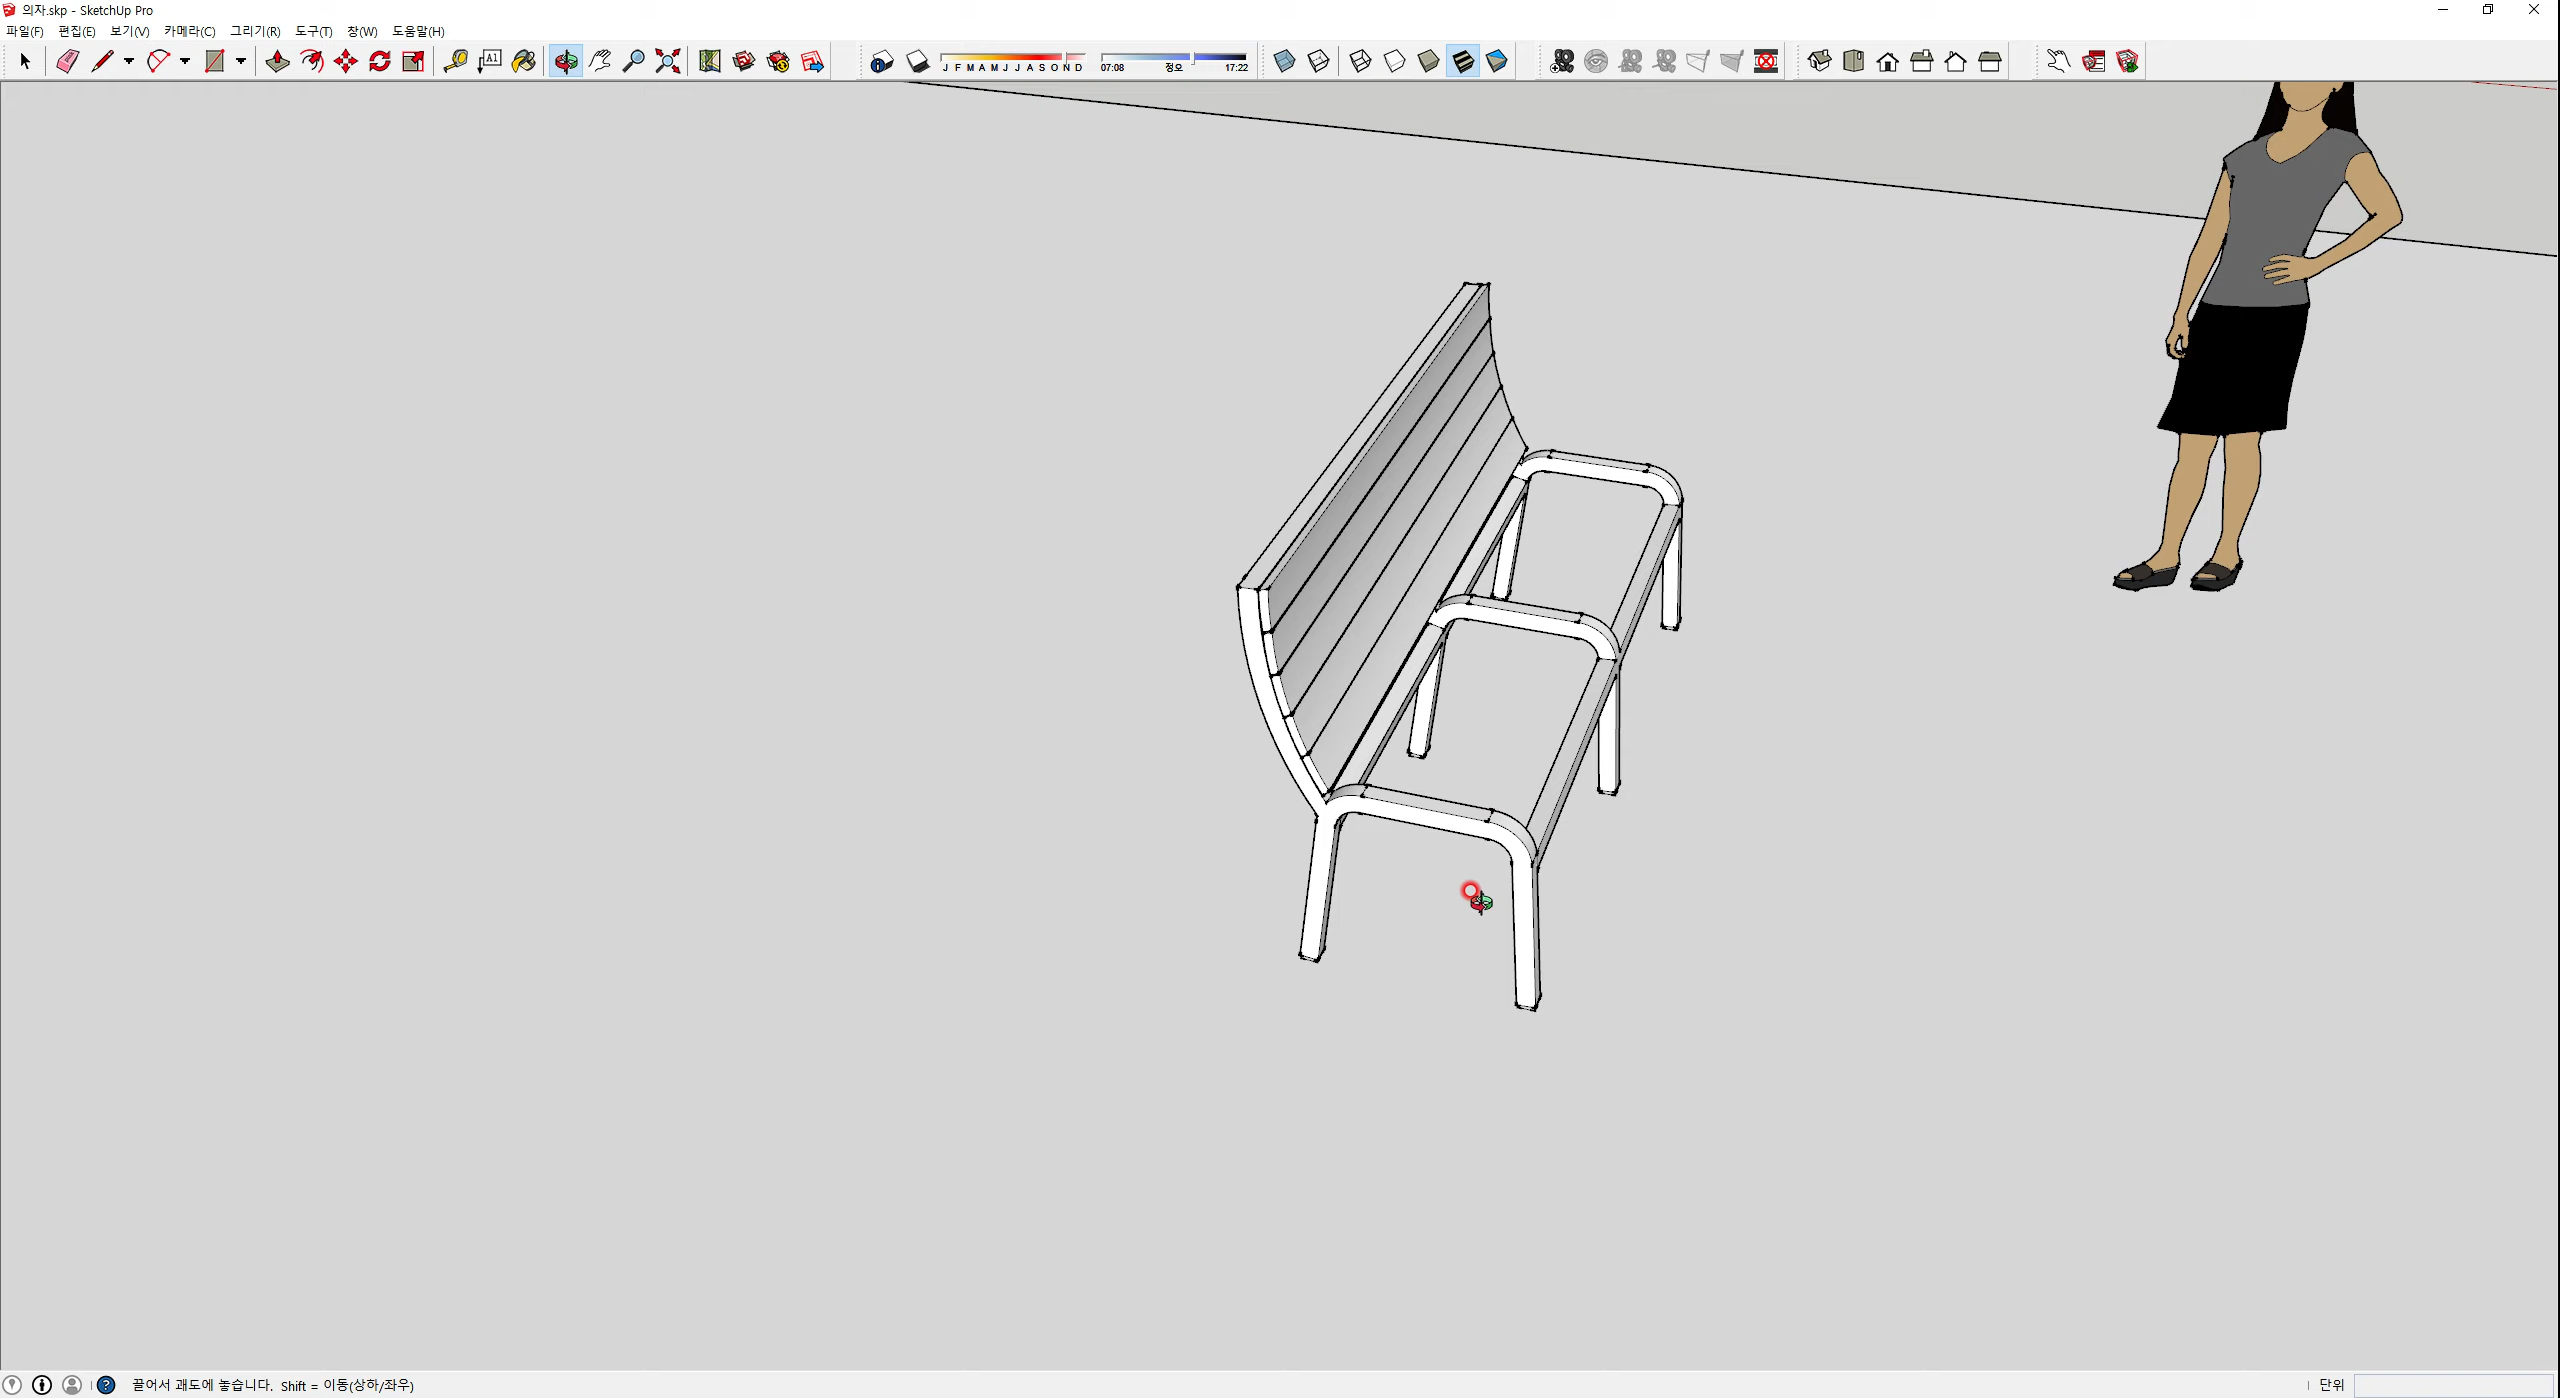 의자.skp - SketchUp Pro
파일(F) 편집(E) 보기(V) 카메라(C) 그리기(R) 도구(T) 창(W) 도움말(H)
A1
J F M A M J J A S O N D 07:08 정오 17:22
끌어서 괘도에 놓습니다. Shift = 이동(상하/좌우) 단위